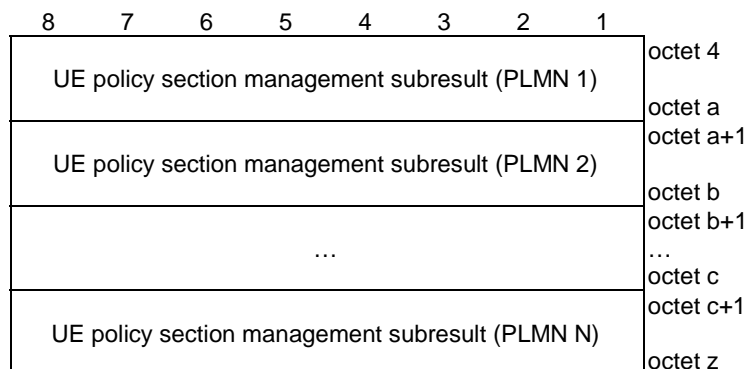 8 7 6 5 4 3 2 1
octet 4
UE policy section management subresult (PLMN 1)
octet a
octet a+1
UE policy section management subresult (PLMN 2)
octet b
octet b+1
… …
octet c
octet c+1
UE policy section management subresult (PLMN N)
octet z